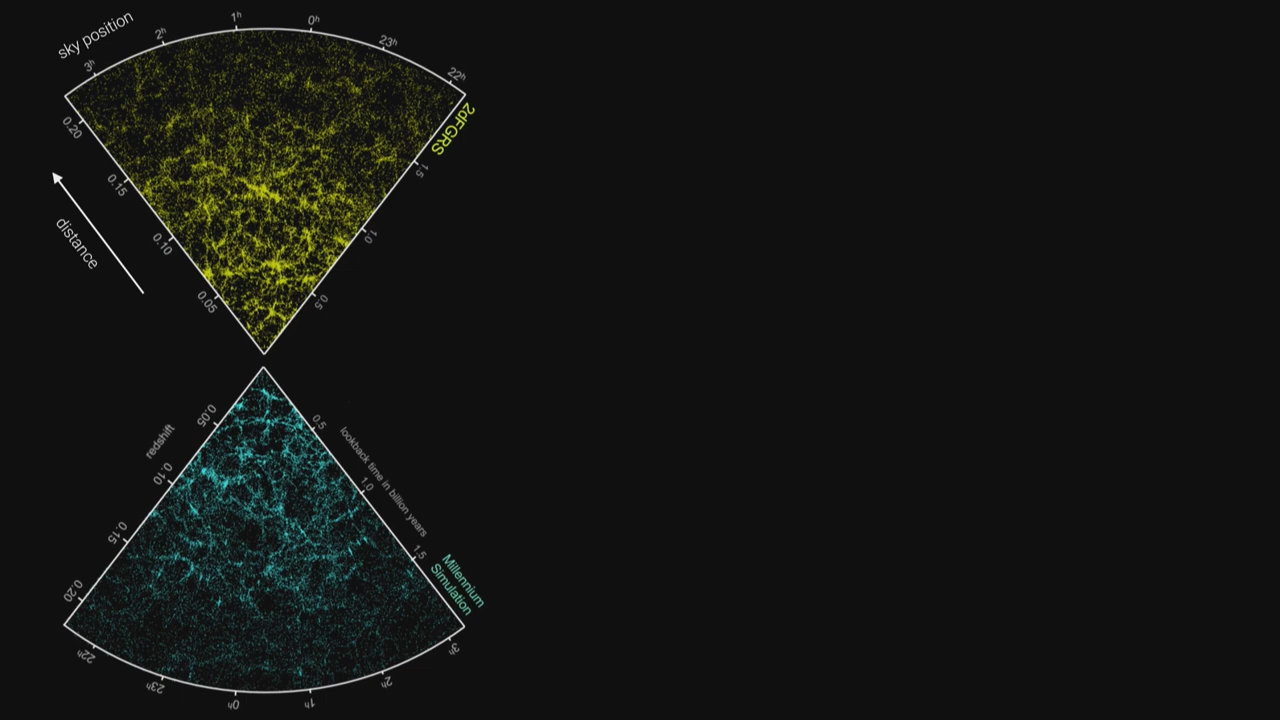 sky position
3h
2h
1h
0h
23h
22h
0.20
0.15
0.10
0.05
2dFGRS
1.5
1.0
0.5
distance
redshift
0.05
0.10
0.15
0.20
0.5
1.0
1.5
lookback time in billion years
Millennium
Simulation
22h
23h
0h
1h
2h
3h